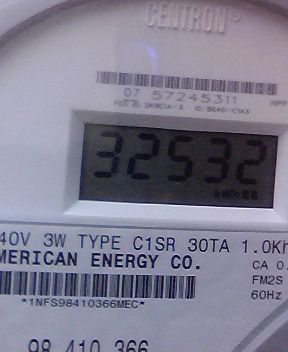 CENTRON®
07 57245311
32532
kWh
40V 3W TYPE C1SR 30TA 1.0Kh
MERICAN ENERGY CO.
CA 0.
FM2S
60Hz
*1NFS98410366MEC*
98 410 366